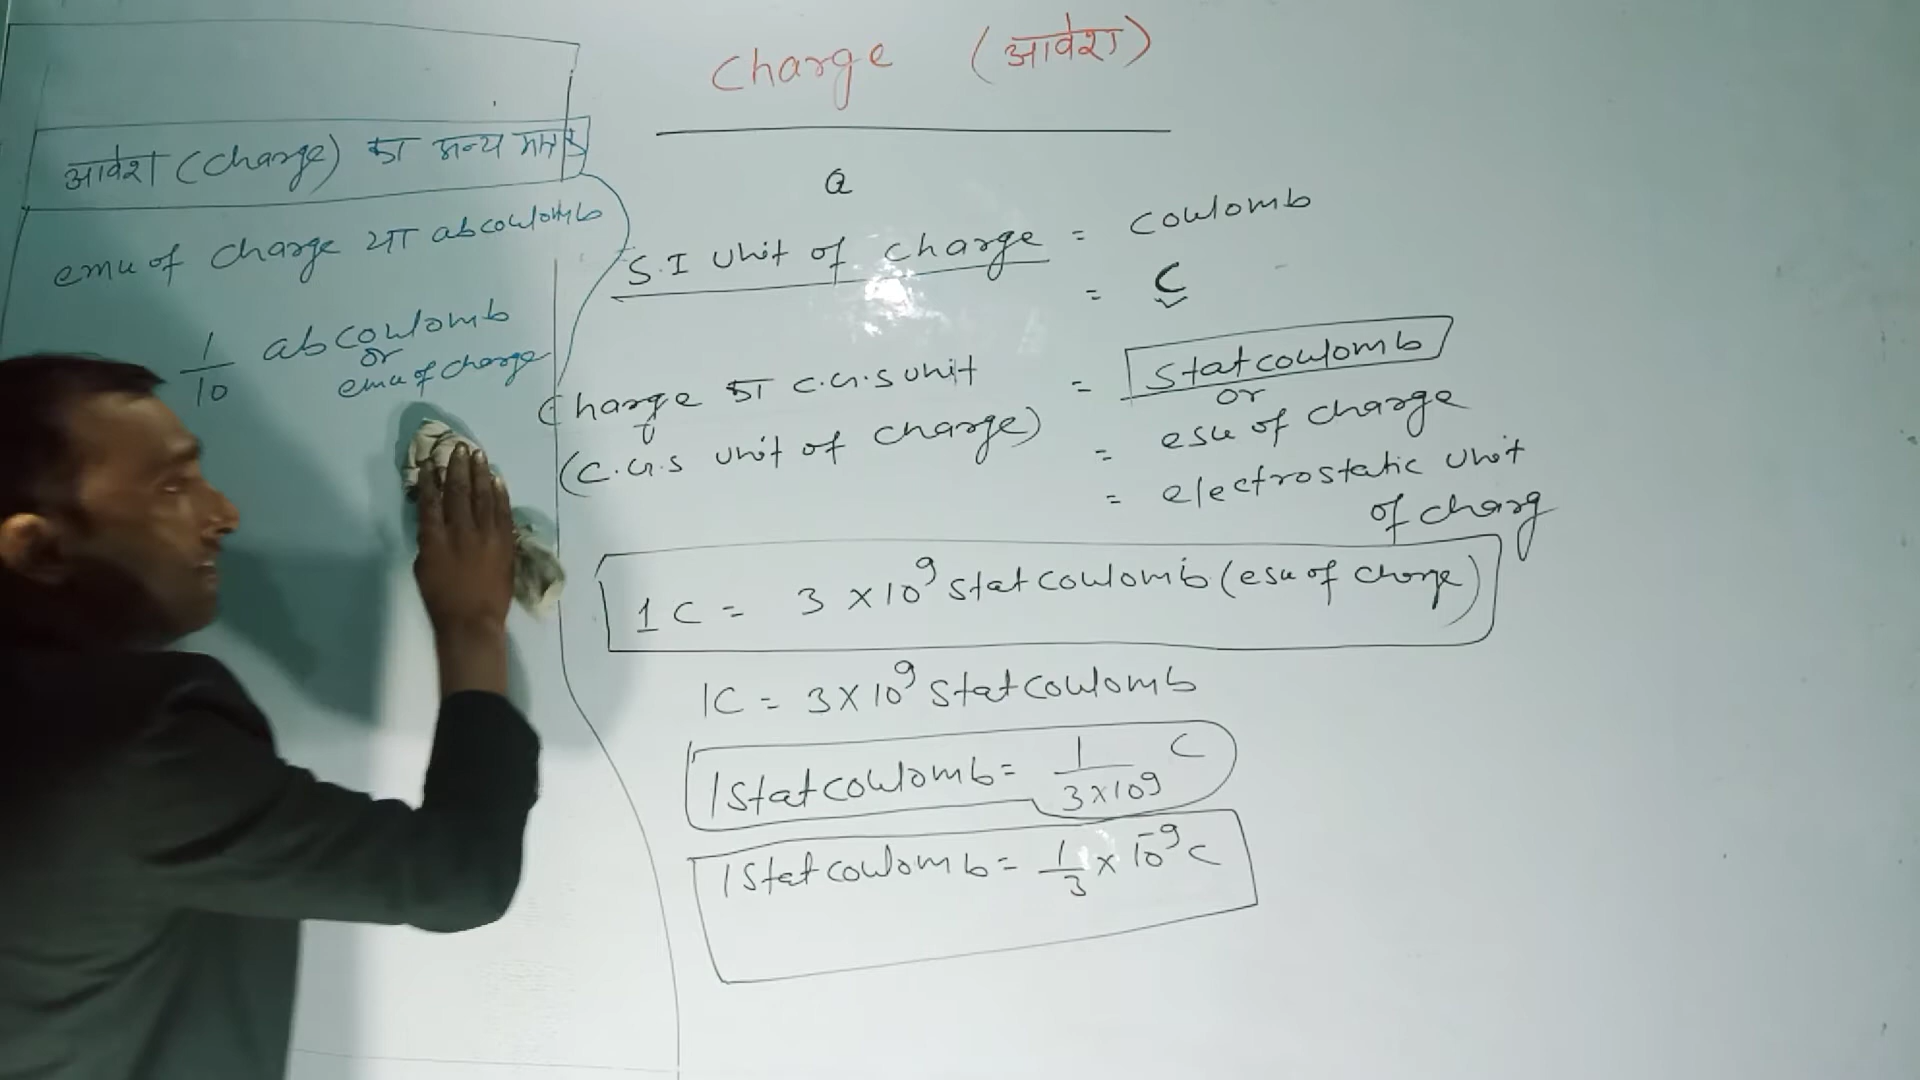 Charge (आवेश)
आवेश (charge) का अन्य मात्रक
emu of charge या abcoulomb
1/10 abcoulomb
or
emu of charge
Q
S.I unit of charge = coulomb
= C
Charge का C.G.S unit = Statcoulomb
or
(C.G.S unit of charge) = esu of charge
= electrostatic unit
of charg
1C = 3 × 10⁹ statcoulomb (esu of charge)
1C = 3×10⁹ statcoulomb
1 Statcoulomb = 1/3×10⁹ C
1 Statcoulomb = 1/3 × 10⁻⁹ C